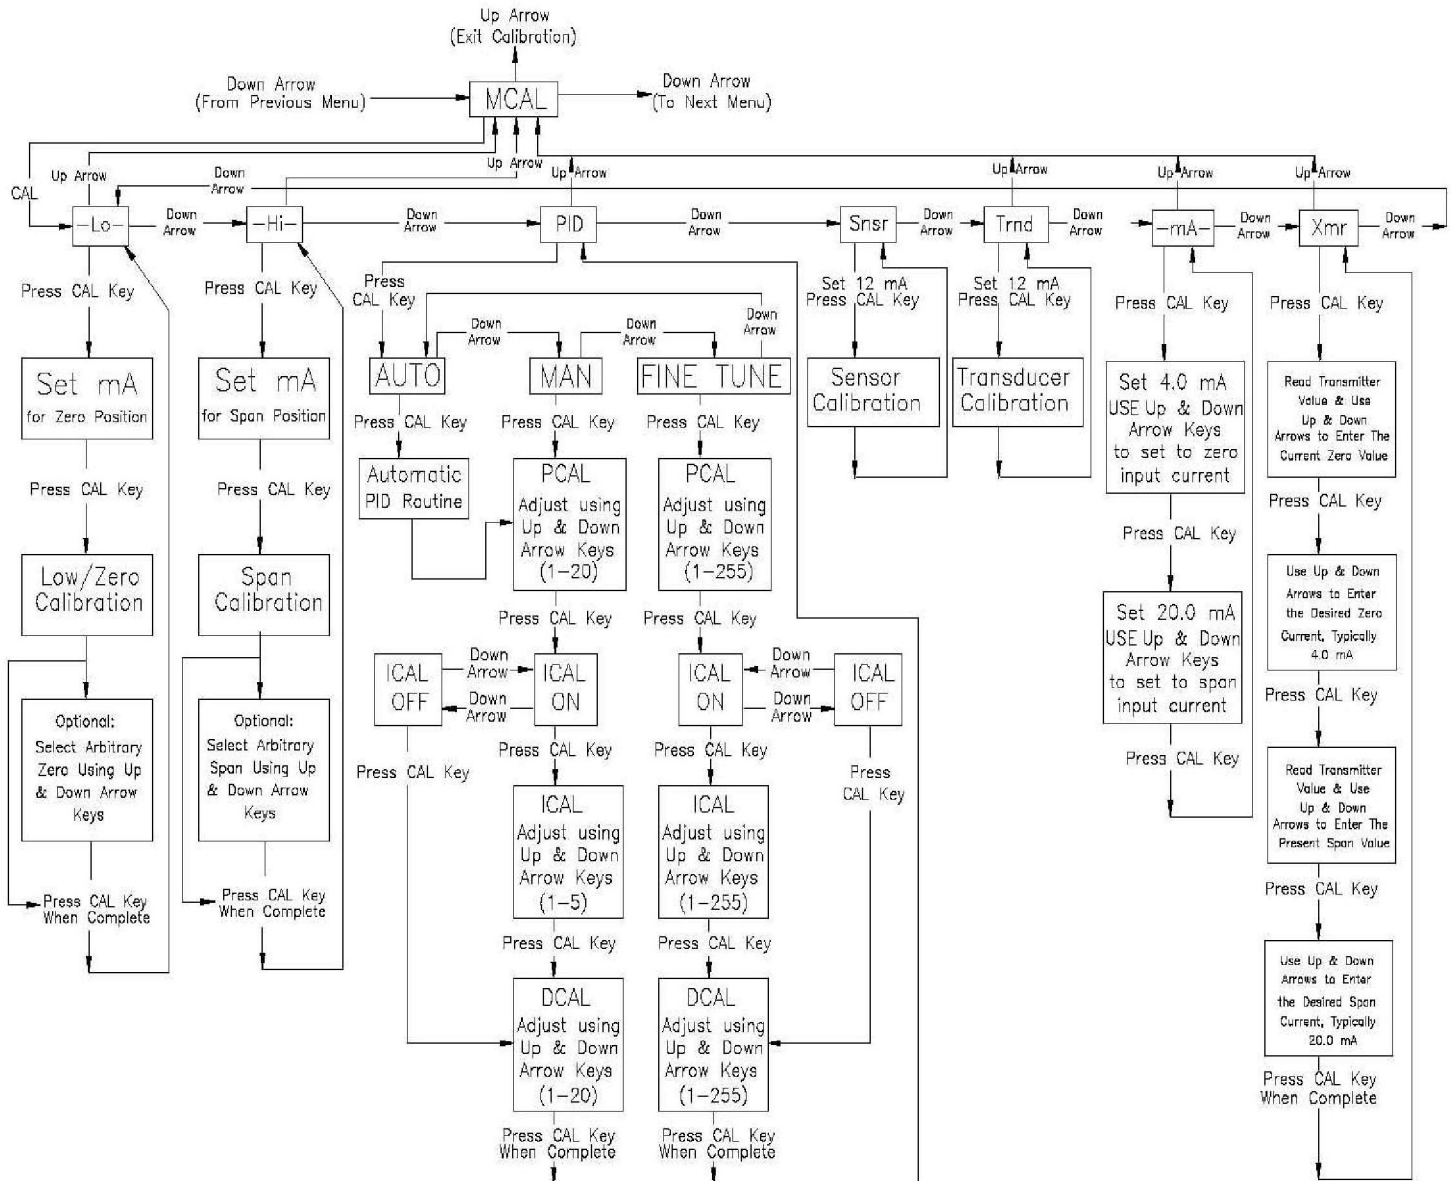 Up Arrow
(Exit Calibration)
Down Arrow
(From Previous Menu)
MCAL
Down Arrow
(To Next Menu)
CAL
Up Arrow
Down
Arrow
Up Arrow
Up Arrow
Up Arrow
Up Arrow
Up Arrow
-Lo-
Down
Arrow
-Hi-
Down
Arrow
PID
Down
Arrow
Snsr
Down
Arrow
Trnd
Down
Arrow
-mA-
Down
Arrow
Xmr
Down
Arrow
Press CAL Key
Set mA
for Zero Position
Press CAL Key
Low/Zero
Calibration
Optional:
Select Arbitrary
Zero Using Up
& Down Arrow
Keys
Press CAL Key
When Complete
Press CAL Key
Set mA
for Span Position
Press CAL Key
Span
Calibration
Optional:
Select Arbitrary
Span Using Up
& Down Arrow
Keys
Press CAL Key
When Complete
Press
CAL Key
Down
Arrow
Down
Arrow
Down
Arrow
AUTO
MAN
FINE TUNE
Press CAL Key
Press CAL Key
Press CAL Key
Automatic
PID Routine
PCAL
Adjust using
Up & Down
Arrow Keys
(1-20)
PCAL
Adjust using
Up & Down
Arrow Keys
(1-255)
Press CAL Key
Press CAL Key
ICAL
OFF
Down
Arrow
Down
Arrow
ICAL
ON
ICAL
ON
Down
Arrow
Down
Arrow
ICAL
OFF
Press CAL Key
Press CAL Key
Press CAL Key
Press
CAL Key
ICAL
Adjust using
Up & Down
Arrow Keys
(1-5)
ICAL
Adjust using
Up & Down
Arrow Keys
(1-255)
Press CAL Key
Press CAL Key
DCAL
Adjust using
Up & Down
Arrow Keys
(1-20)
DCAL
Adjust using
Up & Down
Arrow Keys
(1-255)
Press CAL Key
When Complete
Press CAL Key
When Complete
Set 12 mA
Press CAL Key
Sensor
Calibration
Set 12 mA
Press CAL Key
Transducer
Calibration
Press CAL Key
Set 4.0 mA
USE Up & Down
Arrow Keys
to set to zero
input current
Press CAL Key
Set 20.0 mA
USE Up & Down
Arrow Keys
to set to span
input current
Press CAL Key
Press CAL Key
Read Transmitter
Value & Use
Up & Down
Arrows to Enter The
Current Zero Value
Press CAL Key
Use Up & Down
Arrows to Enter
the Desired Zero
Current, Typically
4.0 mA
Press CAL Key
Read Transmitter
Value & Use
Up & Down
Arrows to Enter The
Present Span Value
Press CAL Key
Use Up & Down
Arrows to Enter
the Desired Span
Current, Typically
20.0 mA
Press CAL Key
When Complete